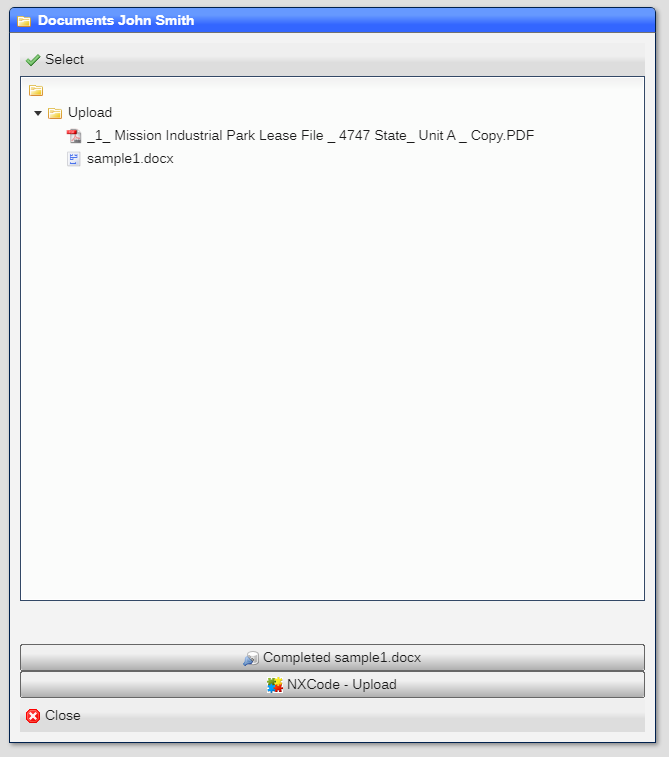 Documents John Smith
Select
Upload
_1_ Mission Industrial Park Lease File _ 4747 State_ Unit A _ Copy.PDF
sample1.docx
Completed sample1.docx
NXCode - Upload
Close